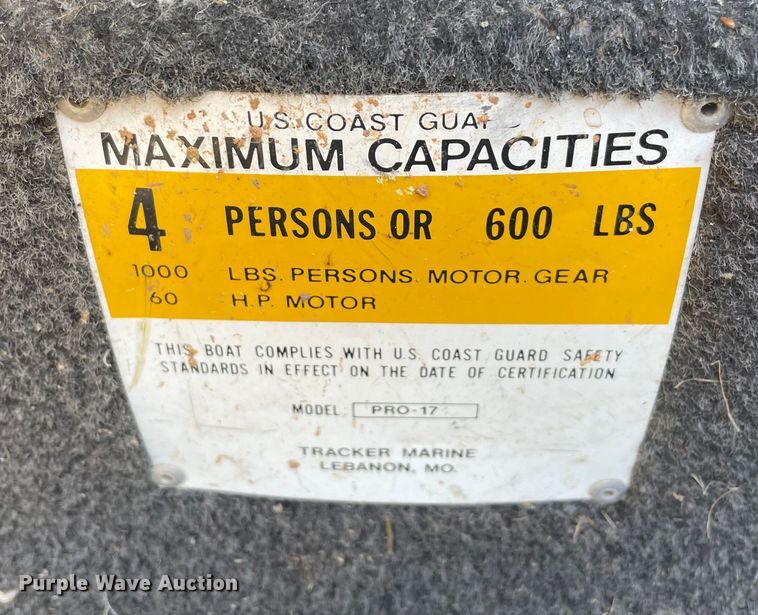 U.S. COAST GUA
MAXIMUM CAPACITIES
4 PERSONS OR 600 LBS
1000 LBS. PERSONS. MOTOR. GEAR
60 H.P. MOTOR
THIS BOAT COMPLIES WITH U.S. COAST GUARD SAFETY
STANDARDS IN EFFECT ON THE DATE OF CERTIFICATION
MODEL PRO-17
TRACKER MARINE
LEBANON, MO.
Purple Wave Auction